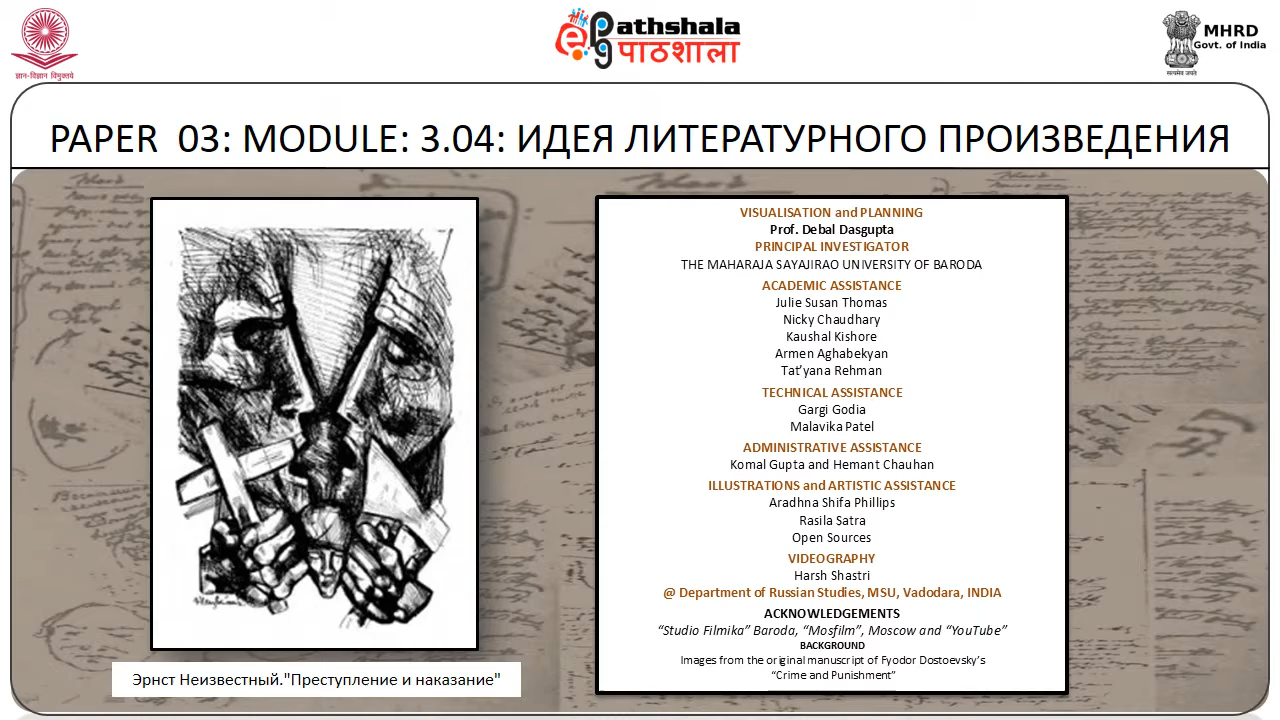 ज्ञान-विज्ञान विमुक्तये
ePG Pathshala
पाठशाला
MHRD
Govt. of India
सत्यमेव जयते
PAPER 03: MODULE: 3.04: ИДЕЯ ЛИТЕРАТУРНОГО ПРОИЗВЕДЕНИЯ
VISUALISATION and PLANNING
Prof. Debal Dasgupta
PRINCIPAL INVESTIGATOR
THE MAHARAJA SAYAJIRAO UNIVERSITY OF BARODA
ACADEMIC ASSISTANCE
Julie Susan Thomas
Nicky Chaudhary
Kaushal Kishore
Armen Aghabekyan
Tat’yana Rehman
TECHNICAL ASSISTANCE
Gargi Godia
Malavika Patel
ADMINISTRATIVE ASSISTANCE
Komal Gupta and Hemant Chauhan
ILLUSTRATIONS and ARTISTIC ASSISTANCE
Aradhna Shifa Phillips
Rasila Satra
Open Sources
VIDEOGRAPHY
Harsh Shastri
@ Department of Russian Studies, MSU, Vadodara, INDIA
ACKNOWLEDGEMENTS
“Studio Filmika” Baroda, “Mosfilm”, Moscow and “YouTube”
BACKGROUND
Images from the original manuscript of Fyodor Dostoevsky’s
“Crime and Punishment”
Эрнст Неизвестный."Преступление и наказание"